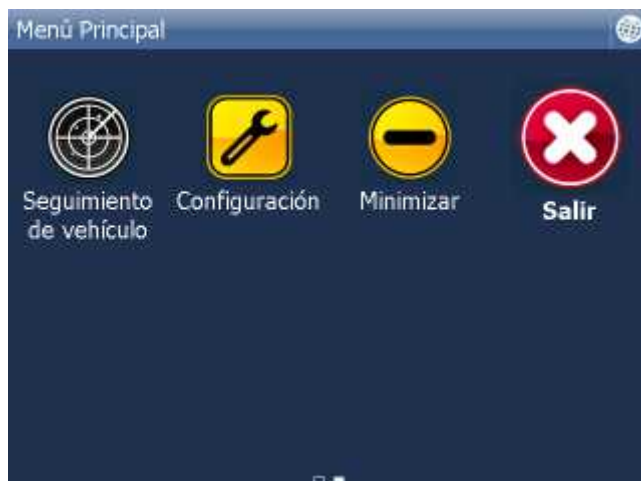 Menú Principal
Seguimiento
de vehículo
Configuración
Minimizar
Salir